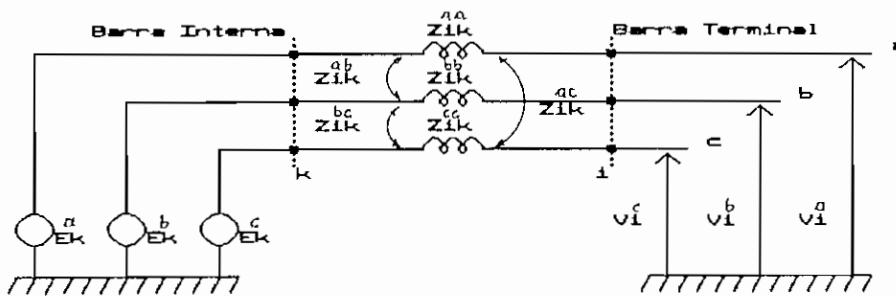 Barra Interna
aa
Zik
Barra Terminal
a
ab
Zik
bb
Zik
ac
Zik
b
bc
Zik
cc
Zik
c
k
i
a
Ek
b
Ek
c
Ek
c
Vi
b
Vi
a
Vi